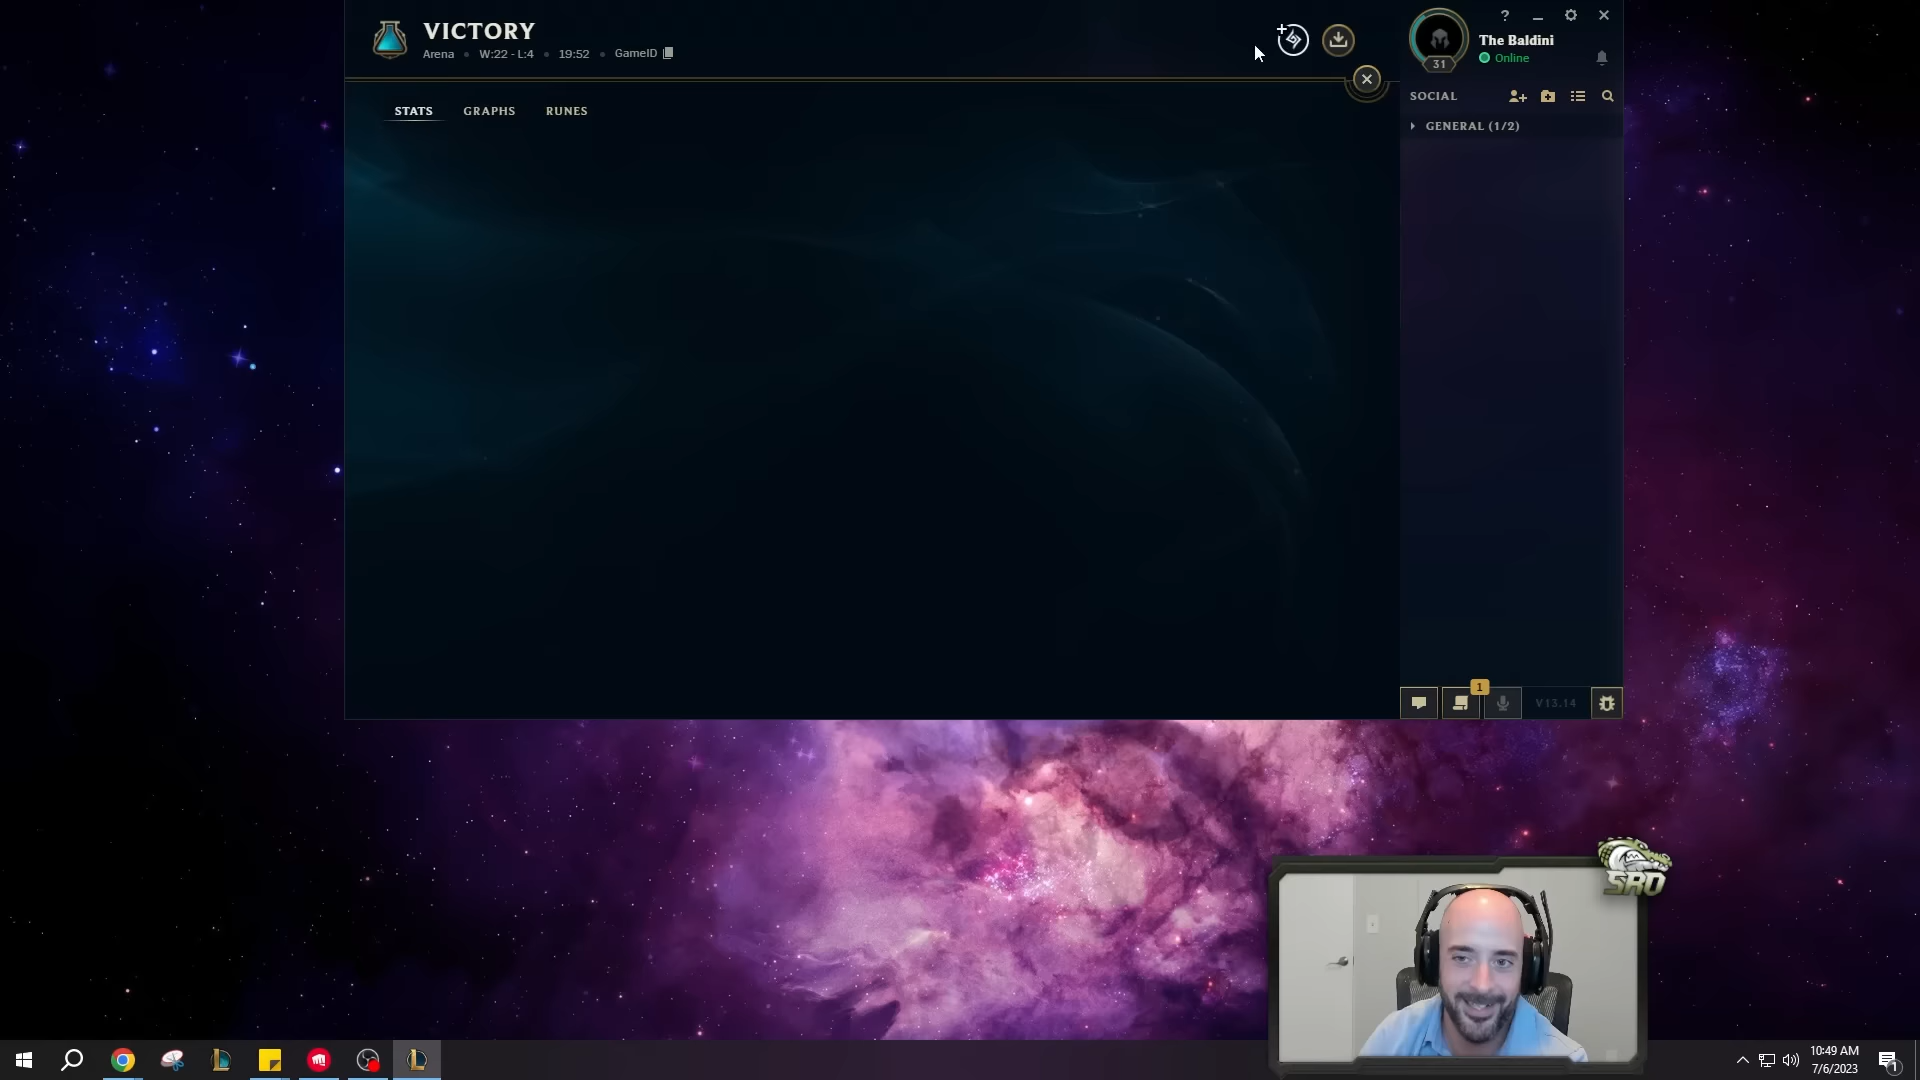 VICTORY
Arena • W:22 - L:4 • 19:52 • GameID
STATS GRAPHS RUNES
?
The Baldini
Online
31
SOCIAL
GENERAL (1/2)
1
V13.14
SRO
10:49 AM
7/6/2023
1